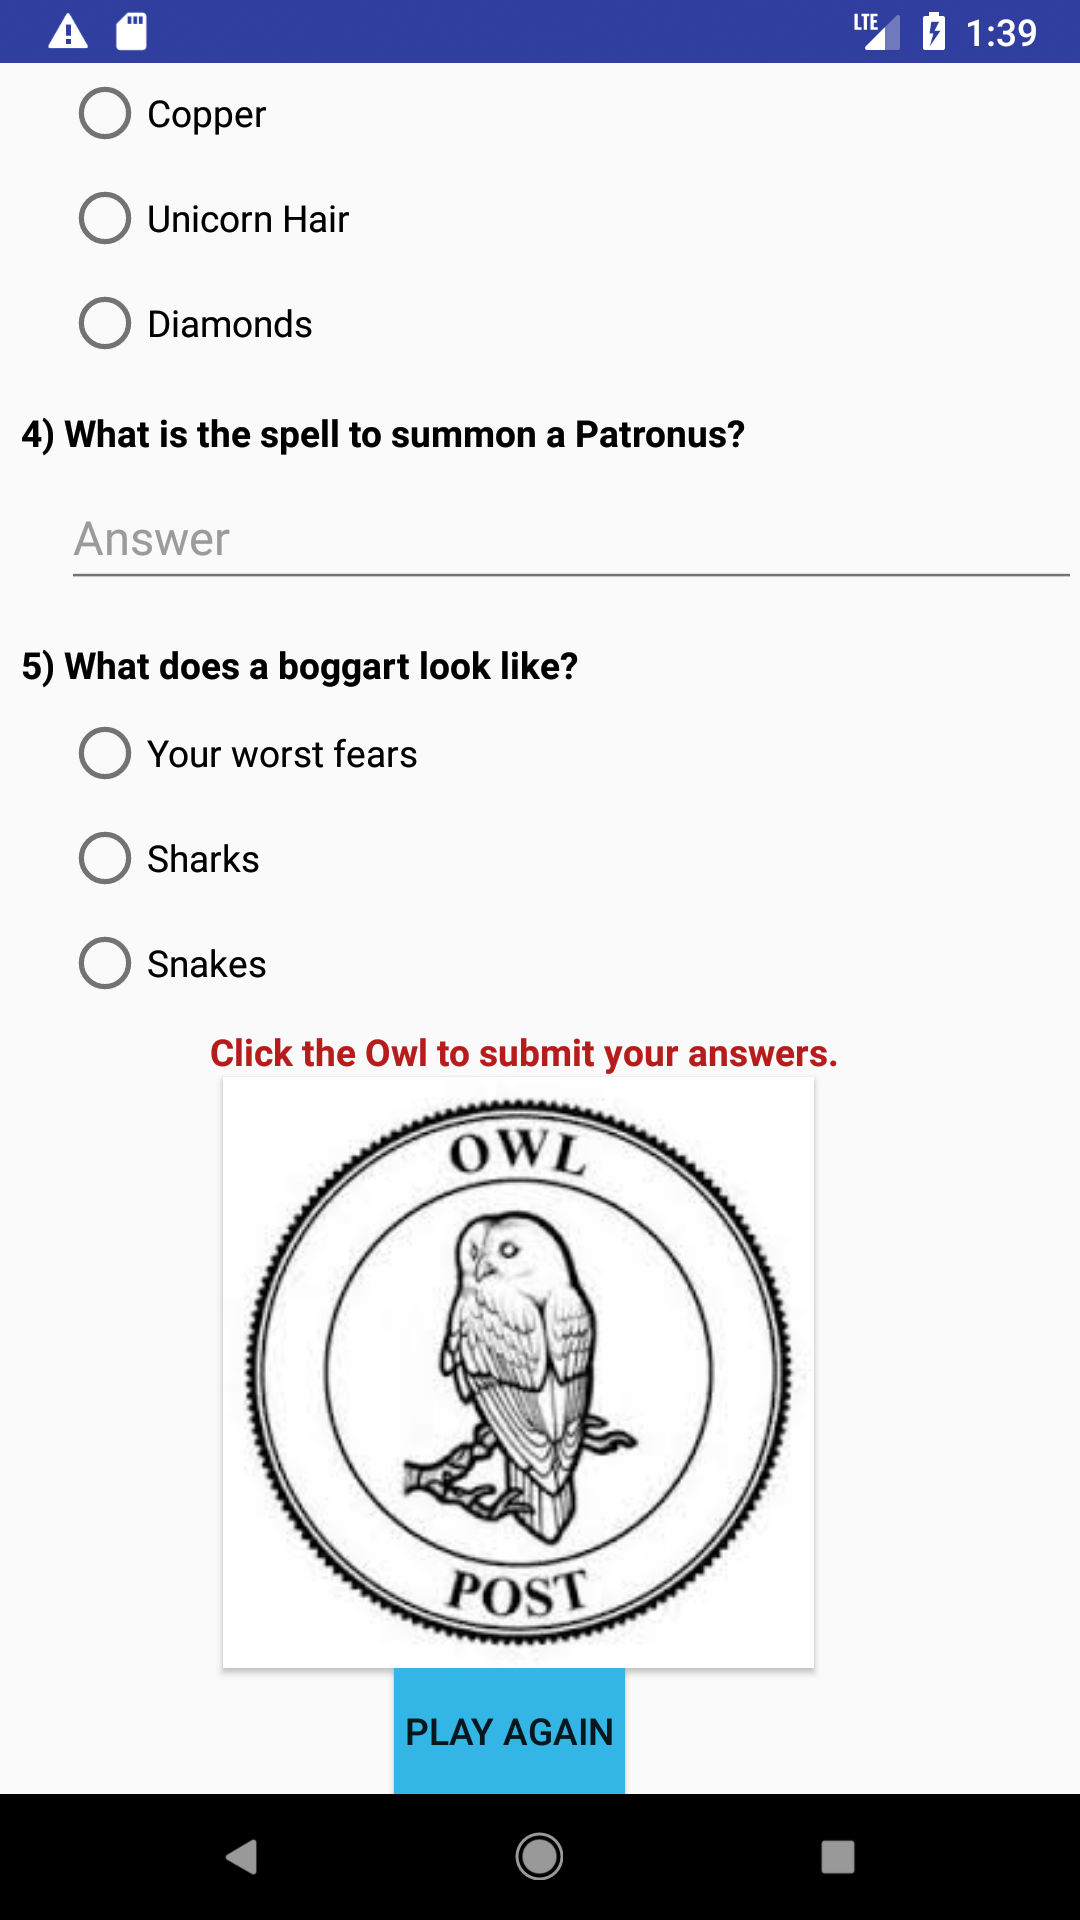 LTE 1:39
Copper
Unicorn Hair
Diamonds
4) What is the spell to summon a Patronus?
Answer
5) What does a boggart look like?
Your worst fears
Sharks
Snakes
Click the Owl to submit your answers.
OWL
POST
PLAY AGAIN